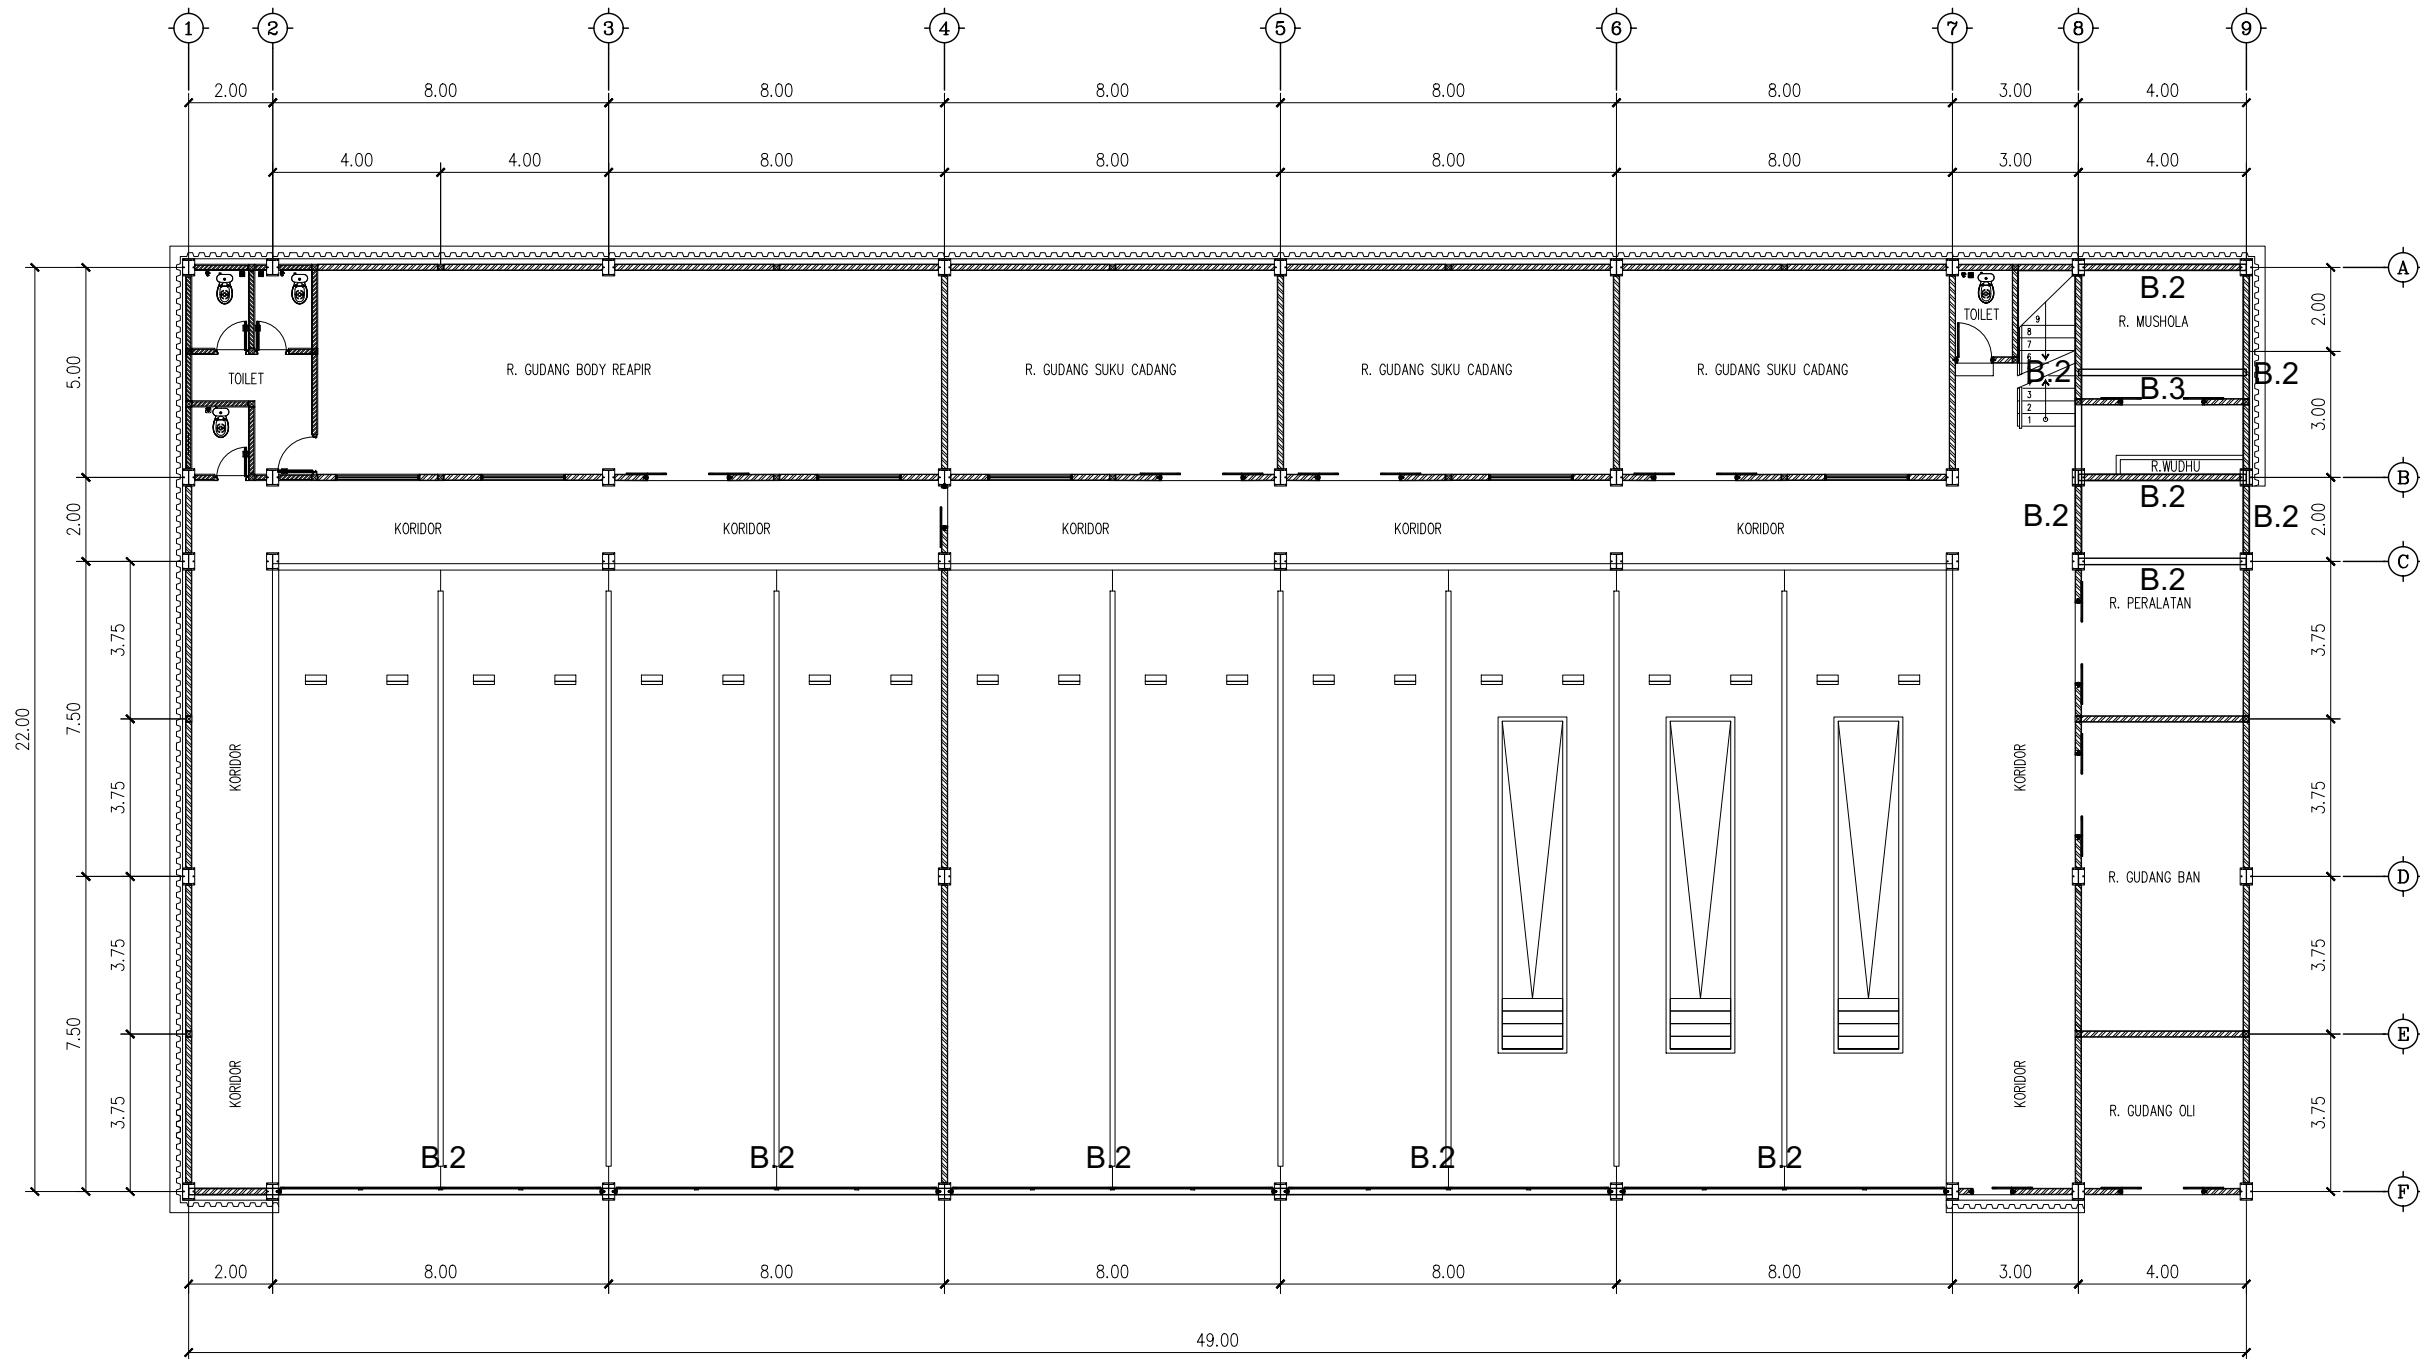 1 2 3 4 5 6 7 8 9
2.00 8.00 8.00 8.00 8.00 8.00 3.00 4.00
4.00 4.00 8.00 8.00 8.00 8.00 3.00 4.00
A
B.2
2.00
TOILET
R. MUSHOLA
9
8
7
6
5.00
R. GUDANG BODY REAPIR R. GUDANG SUKU CADANG R. GUDANG SUKU CADANG R. GUDANG SUKU CADANG
TOILET
B.2
B.2
B.3
3
2
1
3.00
R.WUDHU
B
B.2
B.2
B.2
2.00
2.00
KORIDOR KORIDOR KORIDOR KORIDOR KORIDOR
C
B.2
R. PERALATAN
3.75
3.75
22.00
7.50
KORIDOR
KORIDOR
3.75
3.75
R. GUDANG BAN
D
3.75
3.75
7.50
E
KORIDOR
KORIDOR
3.75
3.75
R. GUDANG OLI
B.2 B.2 B.2 B.2 B.2
F
2.00 8.00 8.00 8.00 8.00 8.00 3.00 4.00
49.00